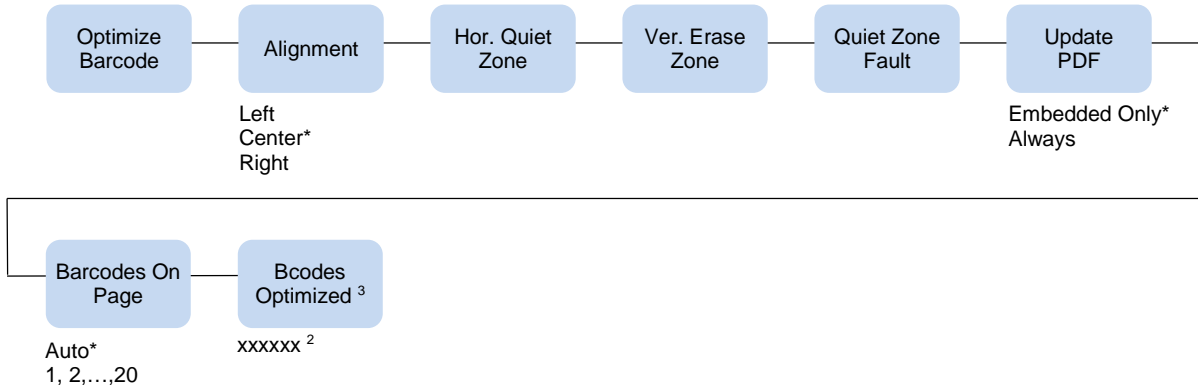 Optimize
Barcode
Alignment
Hor. Quiet
Zone
Ver. Erase
Zone
Quiet Zone
Fault
Update
PDF
Left
Center*
Right
Embedded Only*
Always
Barcodes On
Page
Bcodes
Optimized ³
Auto*
1, 2,…,20
xxxxxx ²